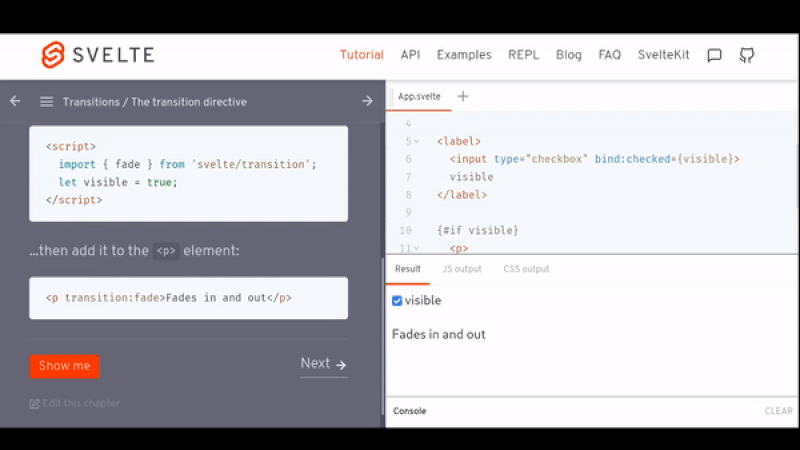 SVELTE
Tutorial API Examples REPL Blog FAQ SvelteKit
Transitions / The transition directive
<script>
import { fade } from 'svelte/transition';
let visible = true;
</script>
...then add it to the <p> element:
<p transition:fade>Fades in and out</p>
Show me
Next
Edit this chapter
App.svelte +
4
5 <label>
6 <input type="checkbox" bind:checked={visible}>
7 visible
8 </label>
9
10 {#if visible}
11 <p>
Result JS output CSS output
visible
Fades in and out
Console CLEAR